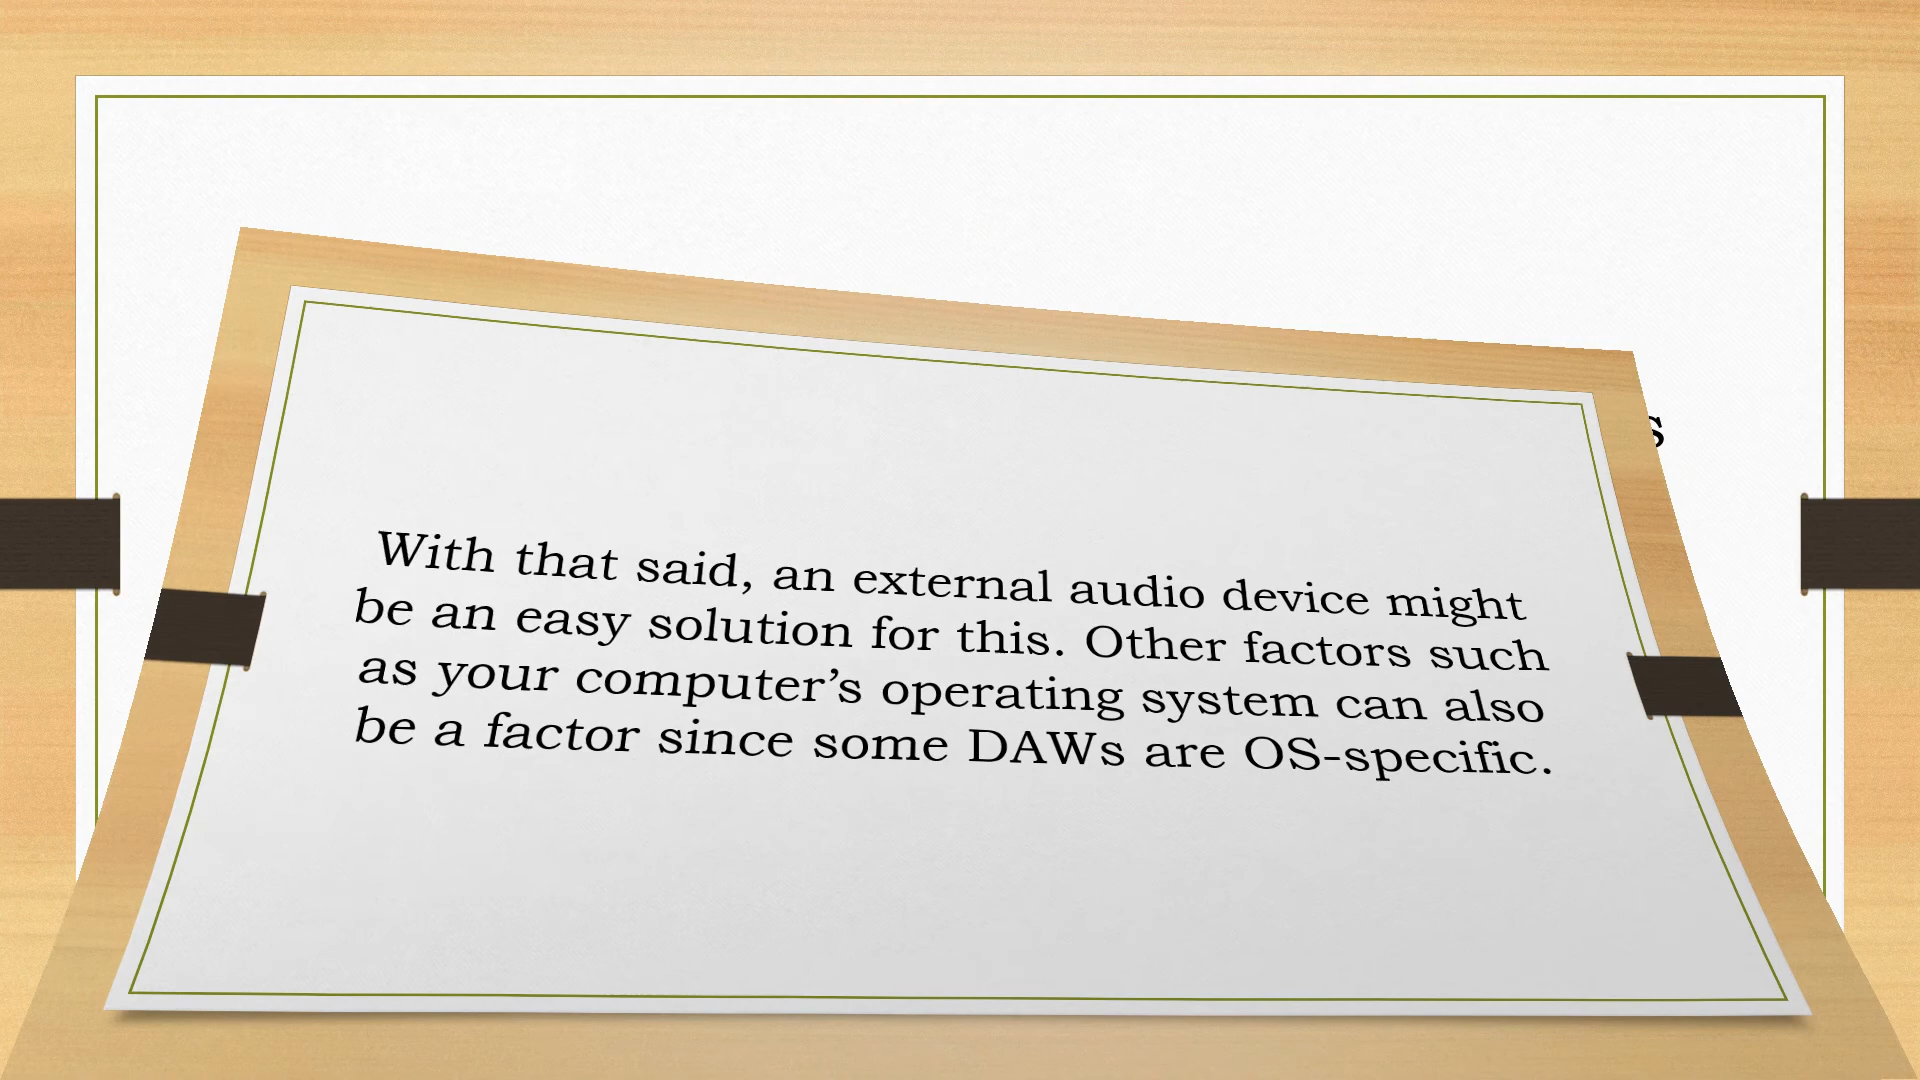 With that said, an external audio device might
be an easy solution for this. Other factors such
as your computer’s operating system can also
be a factor since some DAWs are OS-specific.